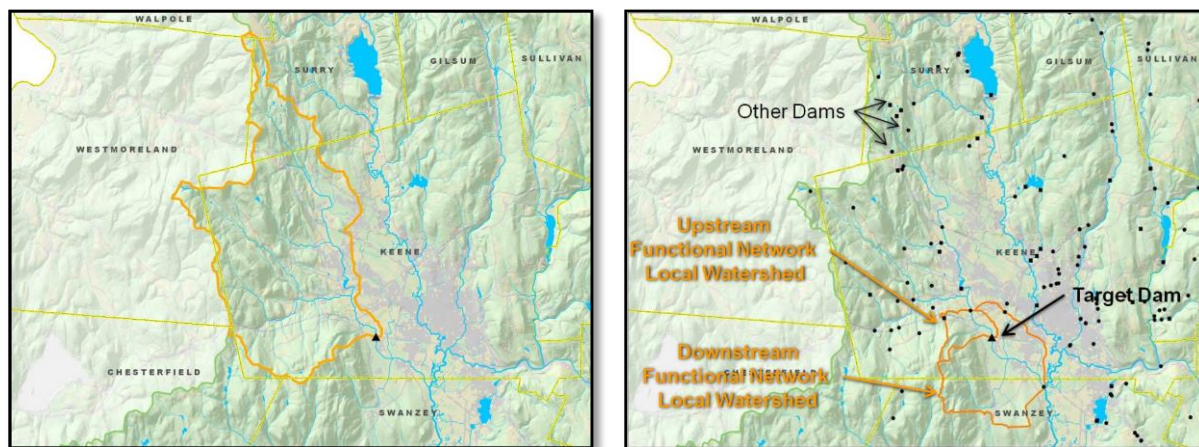 WALPOLE
SURRY
GILSUM
SULLIVAN
WESTMORELAND
KEENE
CHESTERFIELD
SWANZEY
WALPOLE
SURRY
GILSUM
SULLIVAN
Other Dams
WESTMORELAND
Upstream
Functional Network
Local Watershed
KEENE
Target Dam
Downstream
Functional Network
Local Watershed
CHESTERFIELD
SWANZEY